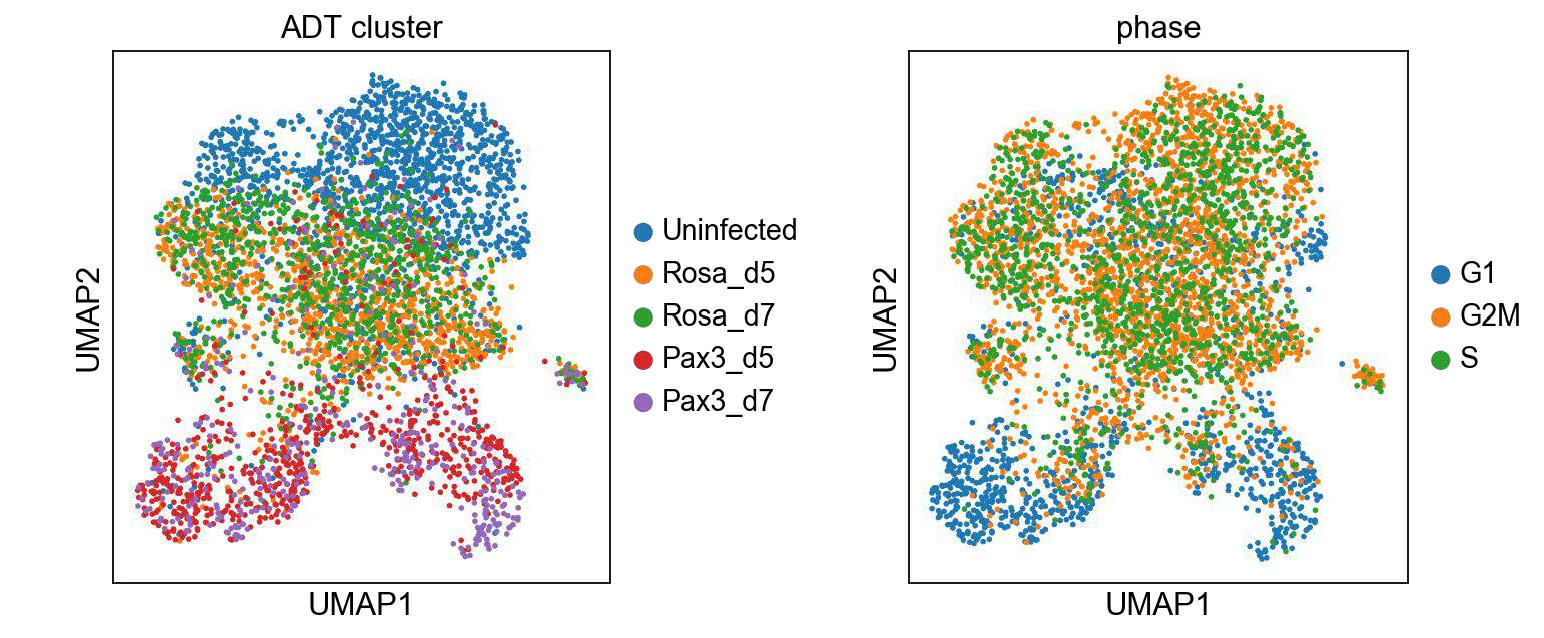 ADT cluster
UMAP2
UMAP1
Uninfected
Rosa_d5
Rosa_d7
Pax3_d5
Pax3_d7
phase
UMAP2
UMAP1
G1
G2M
S